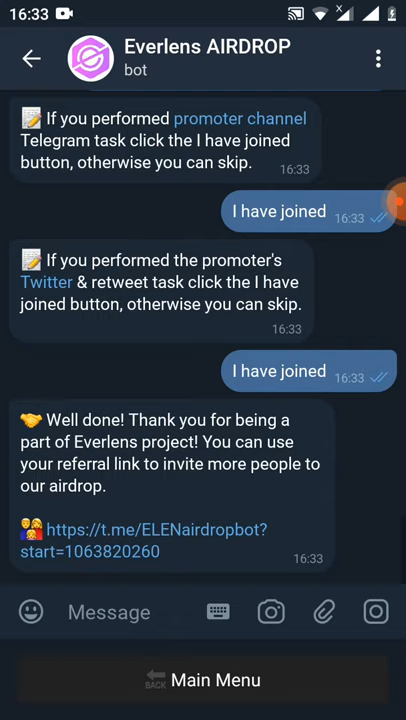 16:33
Everlens AIRDROP
bot
📝 If you performed promoter channel
Telegram task click the I have joined
button, otherwise you can skip.
16:33
I have joined
16:33
📝 If you performed the promoter's
Twitter & retweet task click the I have
joined button, otherwise you can skip.
16:33
I have joined
16:33
🤝 Well done! Thank you for being a
part of Everlens project! You can use
your referral link to invite more people to
our airdrop.
https://t.me/ELENairdropbot?
start=1063820260
16:33
Message
BACK Main Menu